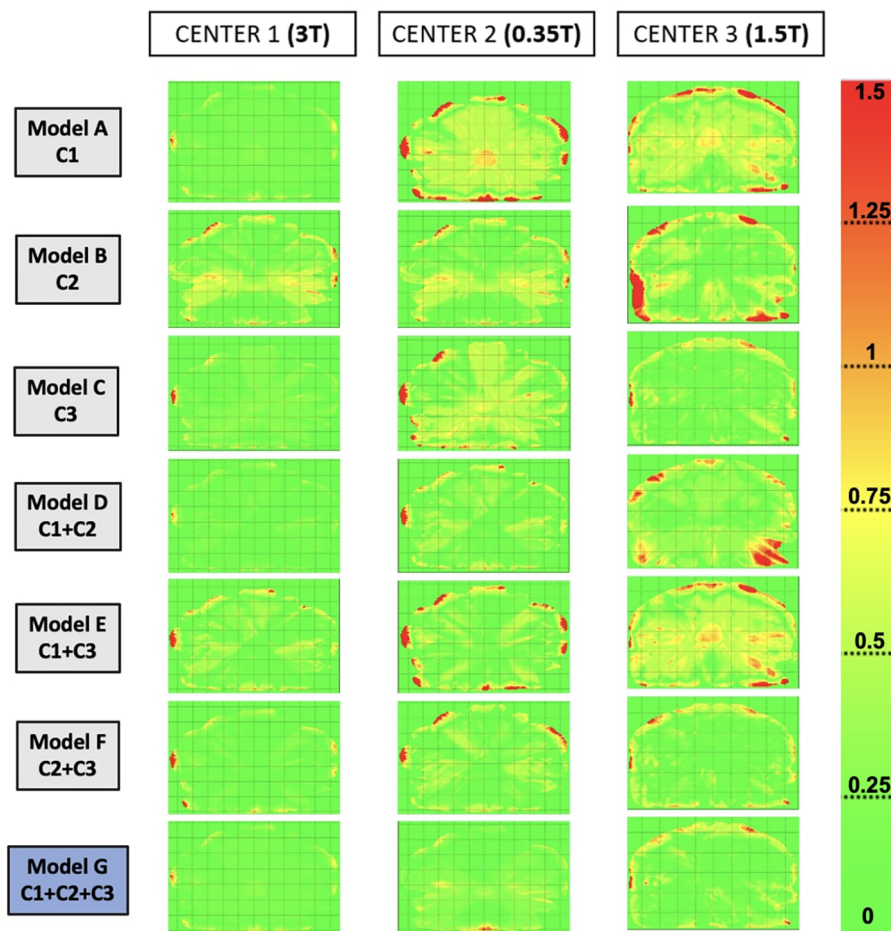 CENTER 1 (3T)
CENTER 2 (0.35T)
CENTER 3 (1.5T)
Model A
C1
Model B
C2
Model C
C3
Model D
C1+C2
Model E
C1+C3
Model F
C2+C3
Model G
C1+C2+C3
1.5
1.25
1
0.75
0.5
0.25
0